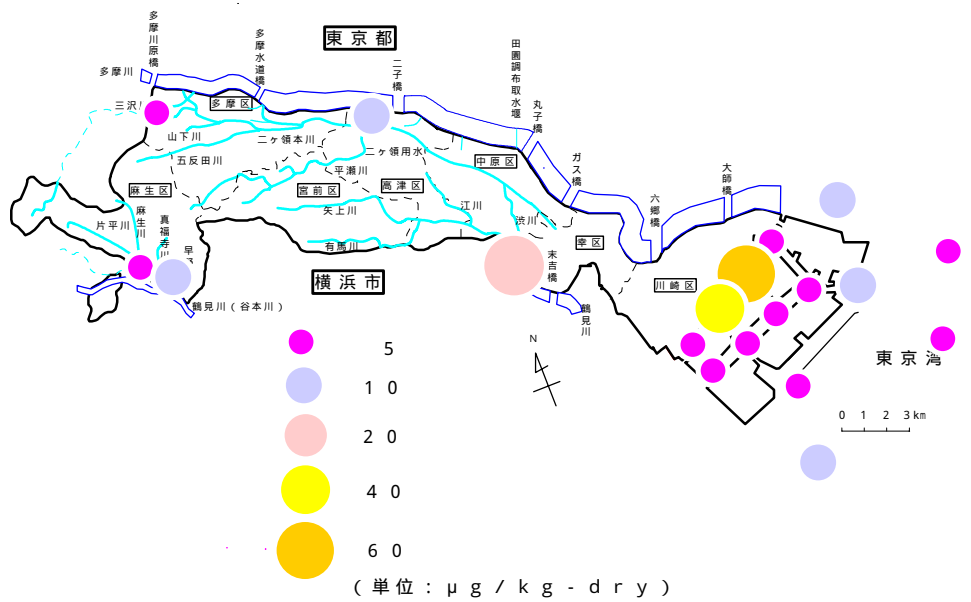 東京都
多摩川原橋
多摩水道橋
二子橋
田園調布取水堰
丸子橋
ガス橋
六郷橋
大師橋
多摩川
三沢川
多摩区
山下川
二ヶ領本川
二ヶ領用水
五反田川
平瀬川
中原区
麻生区
宮前区
高津区
片平川
麻生川
真福寺川
矢上川
江川
渋川
有馬川
幸区
末吉橋
川崎区
横浜市
鶴見川(谷本川)
鶴見川
東京湾
N
0 1 2 3km
5
10
20
40
60
(単位:μg/kg-dry)